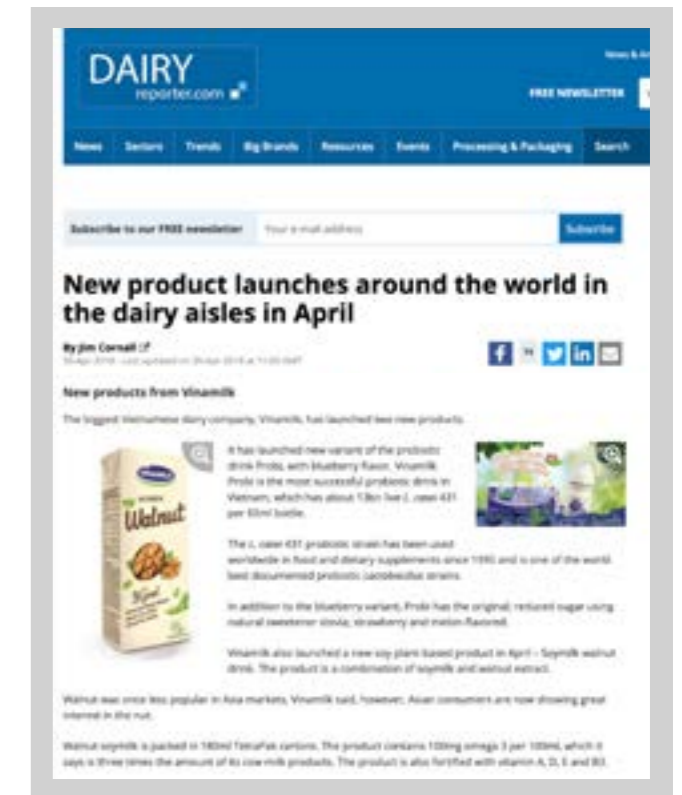 DAIRY
reporter.com
News &
FREE NEWSLETTER
News Sectors Trends Big Brands Resources Events Processing & Packaging Search
Subscribe to our FREE newsletter Your e-mail address Subscribe
New product launches around the world in
the dairy aisles in April
By Jim Cornall
New products from Vinamilk
The biggest Vietnamese dairy company, Vinamilk, has launched two new products.
VINAMILK
Walnut
It has launched new variant of the probiotic
drink Probi, with blueberry flavor. Vinamilk
Probi is the most successful probiotic drink in
Vietnam, which has about 13bn live L. casei 431
per 65ml bottle.
The L. casei 431 probiotic strain has been used
worldwide in food and dietary supplements since 1995 and is one of the world
best documented probiotic Lactobacillus strains.
In addition to the blueberry variant, Probi has the original, reduced sugar using
natural sweetener stevia, strawberry and melon flavored.
Vinamilk also launched a new soy plant-based product in April – Soymilk walnut
drink. The product is a combination of soymilk and walnut extract.
Walnut was once less popular in Asia markets, Vinamilk said, however, Asian consumers are now showing great
interest in the nut.
Walnut soymilk is packed in 180ml TetraPak cartons. The product contains 100mg omega 3 per 100ml, which it
says is three times the amount of its cow milk products. The product is also fortified with vitamin A, D, E and B3.